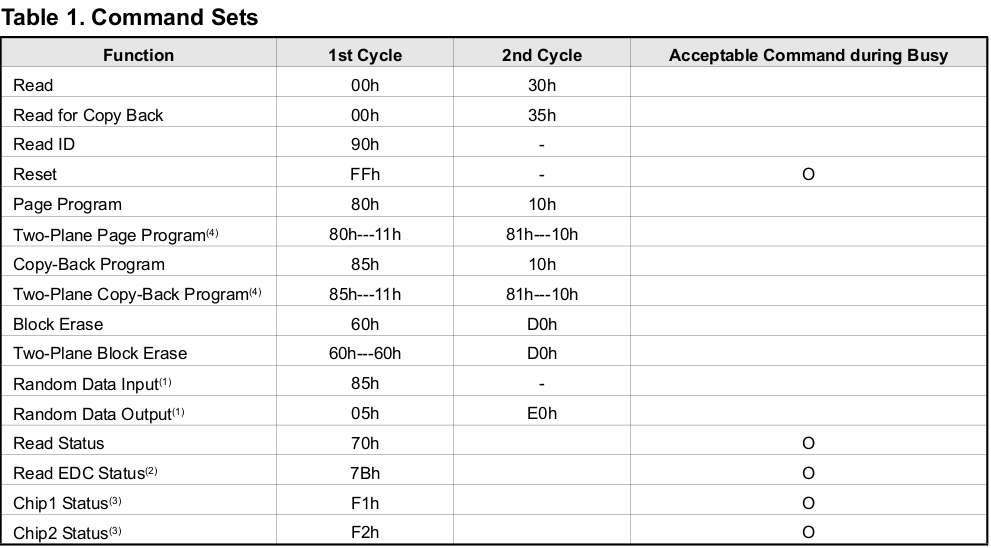 Table 1. Command Sets
Function 1st Cycle 2nd Cycle Acceptable Command during Busy
Read 00h 30h
Read for Copy Back 00h 35h
Read ID 90h -
Reset FFh - O
Page Program 80h 10h
Two-Plane Page Program(4) 80h---11h 81h---10h
Copy-Back Program 85h 10h
Two-Plane Copy-Back Program(4) 85h---11h 81h---10h
Block Erase 60h D0h
Two-Plane Block Erase 60h---60h D0h
Random Data Input(1) 85h -
Random Data Output(1) 05h E0h
Read Status 70h O
Read EDC Status(2) 7Bh O
Chip1 Status(3) F1h O
Chip2 Status(3) F2h O